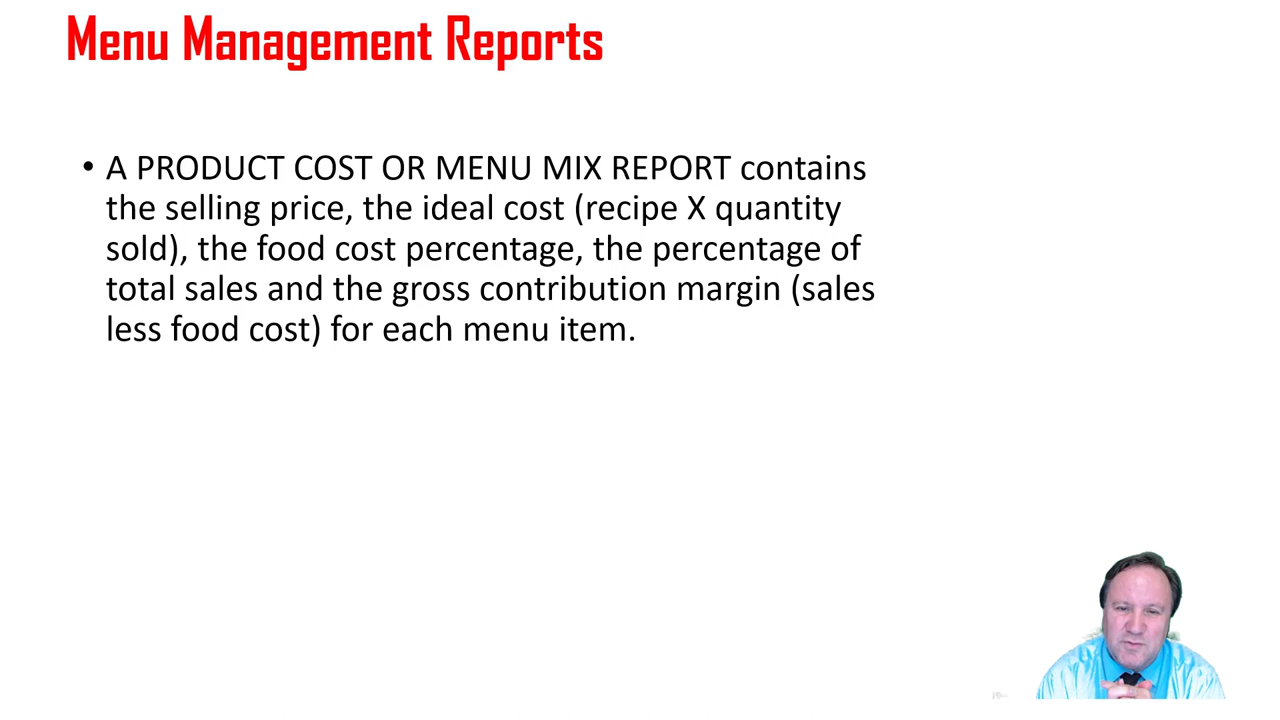 Menu Management Reports
• A PRODUCT COST OR MENU MIX REPORT contains
the selling price, the ideal cost (recipe X quantity
sold), the food cost percentage, the percentage of
total sales and the gross contribution margin (sales
less food cost) for each menu item.